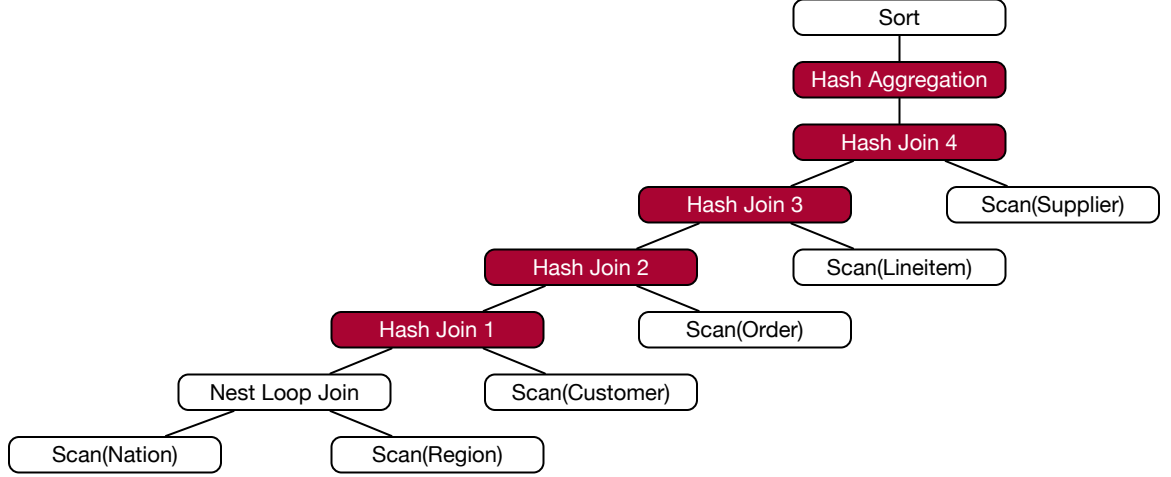 Sort
Hash Aggregation
Hash Join 4
Hash Join 3
Scan(Supplier)
Hash Join 2
Scan(Lineitem)
Hash Join 1
Scan(Order)
Nest Loop Join
Scan(Customer)
Scan(Nation)
Scan(Region)